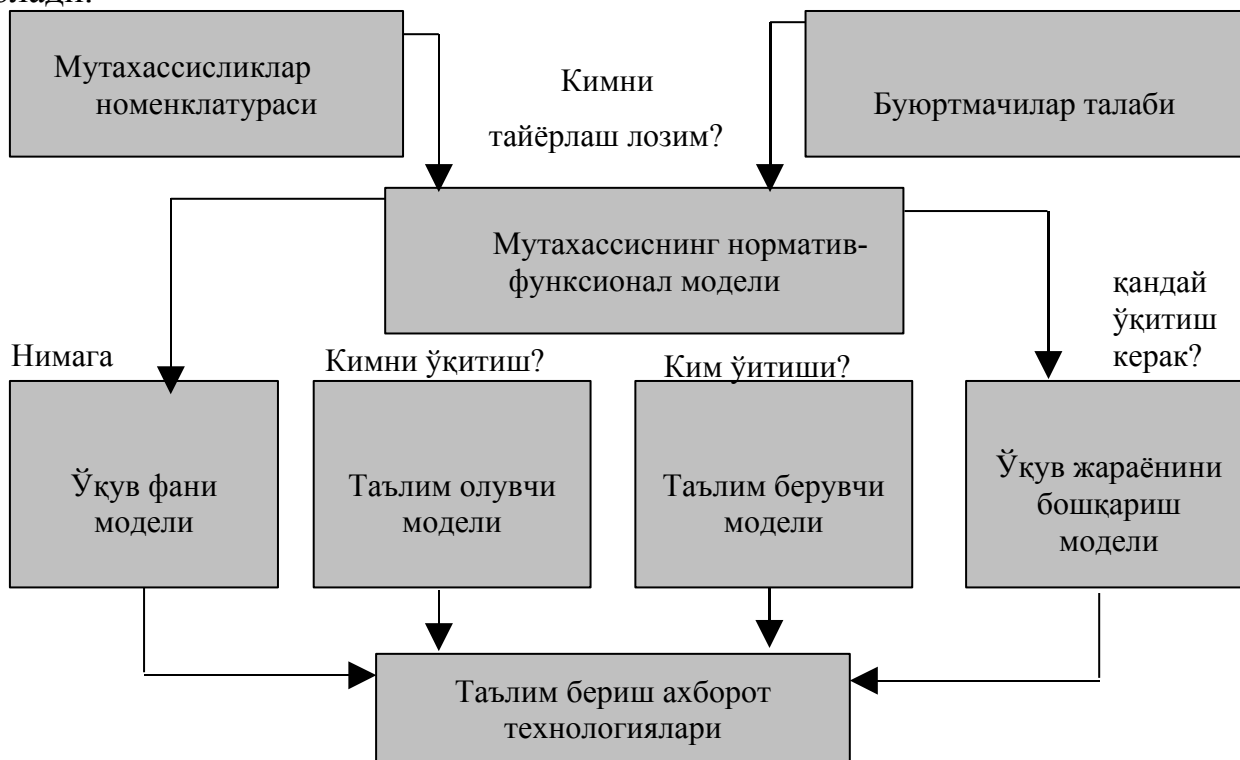 Мутахассисликлар
номенклатураси
Кимни
тайёрлаш лозим?
Буюртмачилар талаби
Мутахассиснинг норматив-
функсионал модели
қандай
ўқитиш
керак?
Нимага
Кимни ўқитиш?
Ким ўитиши?
Ўқув фани
модели
Таълим олувчи
модели
Таълим берувчи
модели
Ўқув жараёнини
бошқариш
модели
Таълим бериш ахборот
технологиялари